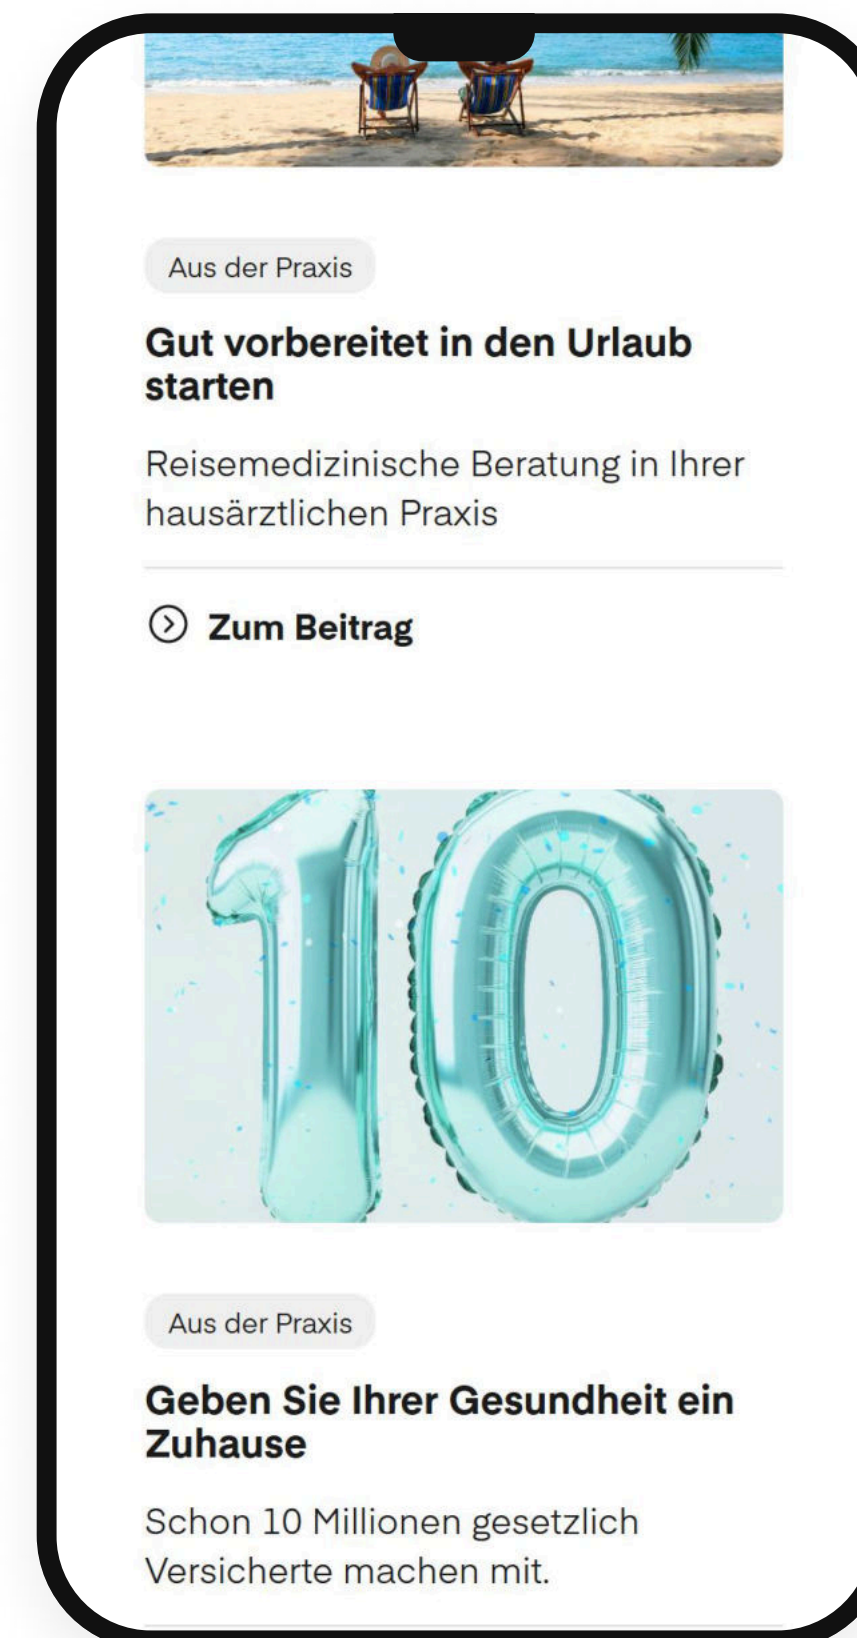 Aus der Praxis
Gut vorbereitet in den Urlaub
starten
Reisemedizinische Beratung in Ihrer
hausärztlichen Praxis
Zum Beitrag
10
Aus der Praxis
Geben Sie Ihrer Gesundheit ein
Zuhause
Schon 10 Millionen gesetzlich
Versicherte machen mit.